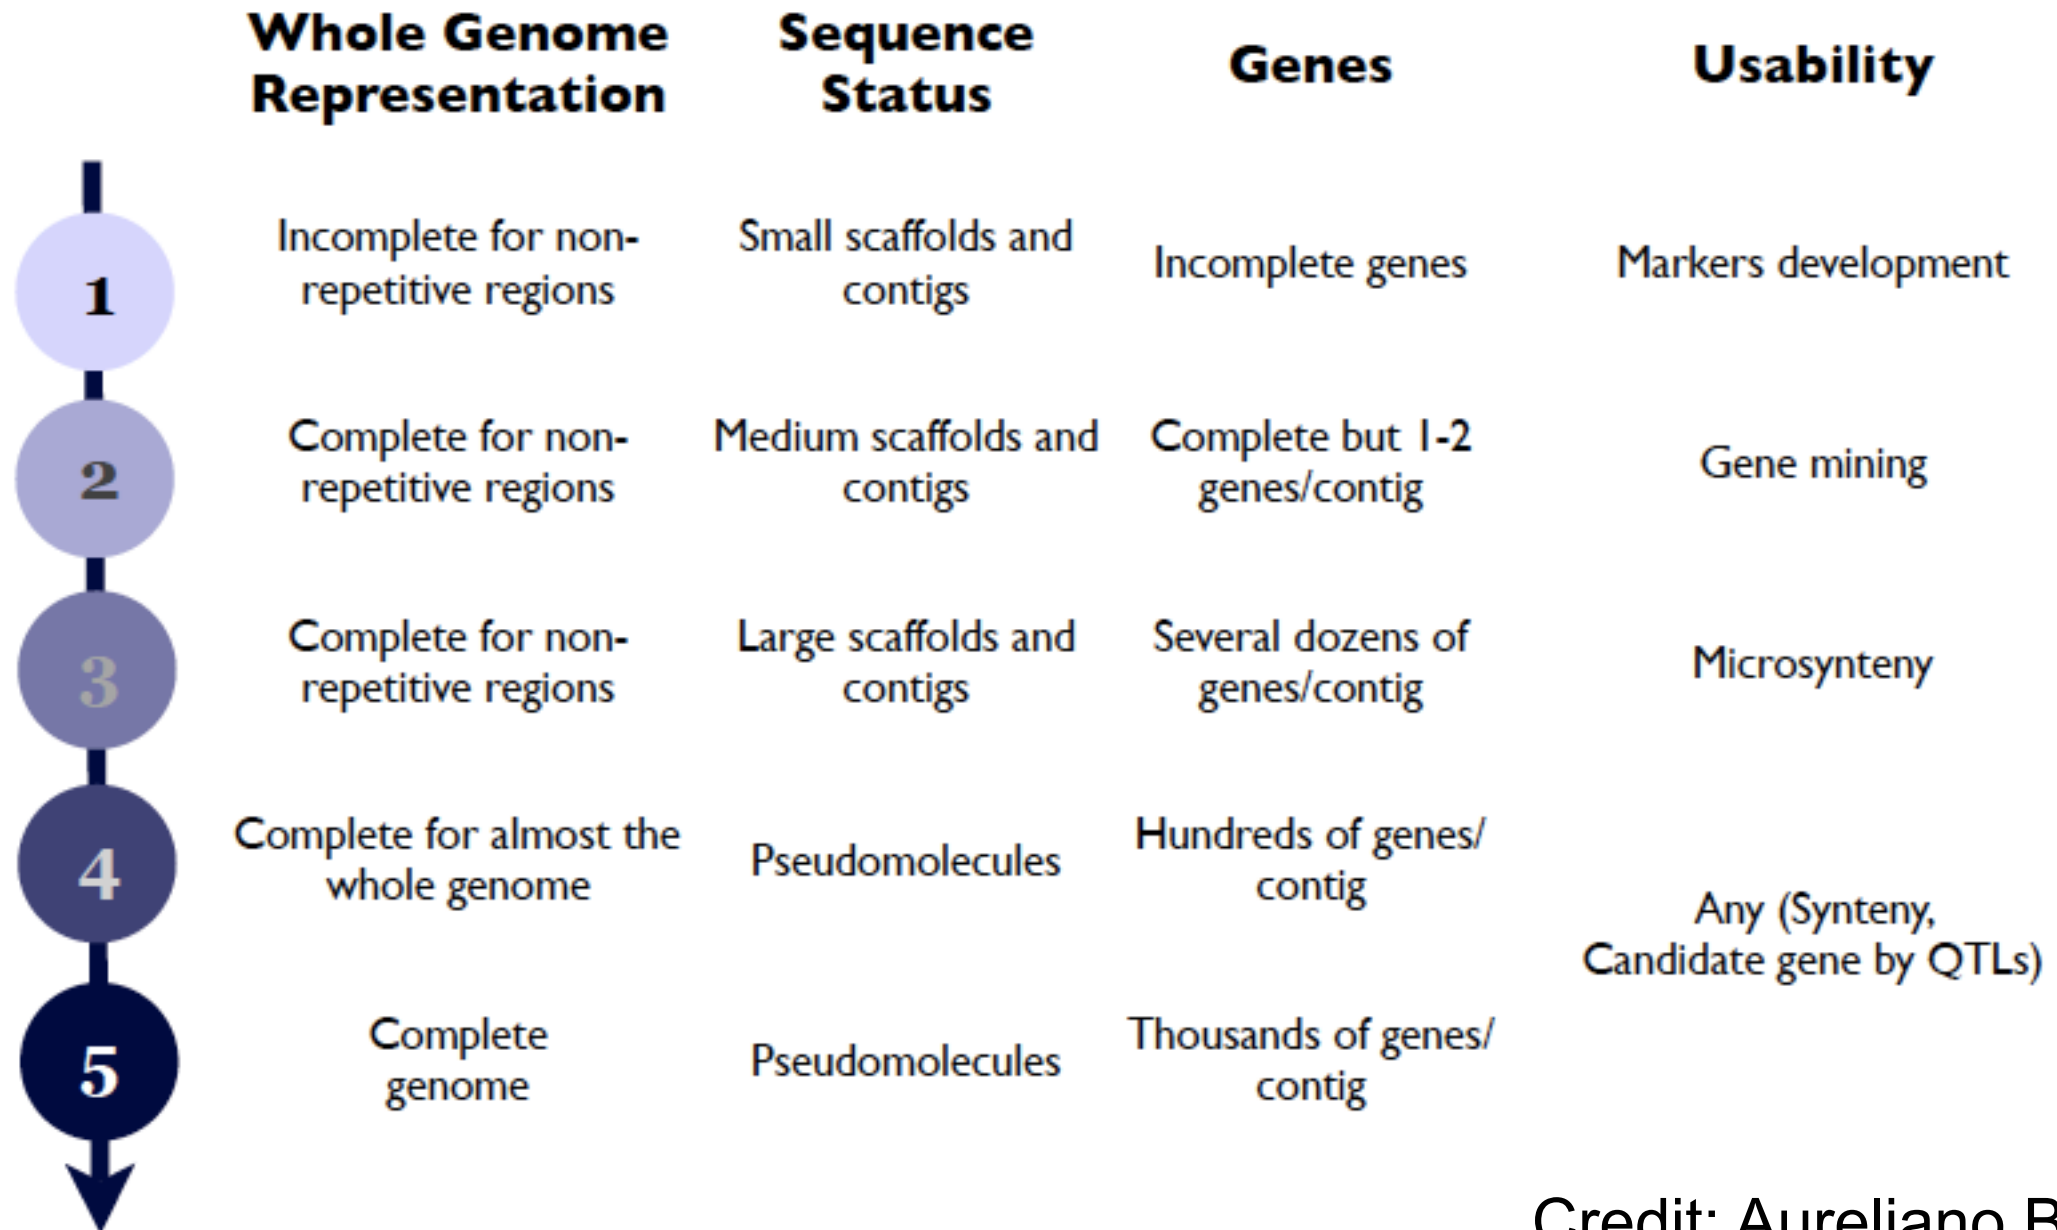 Whole Genome
Representation
Sequence
Status
Genes
Usability
1
Incomplete for non-
repetitive regions
Small scaffolds and
contigs
Incomplete genes
Markers development
2
Complete for non-
repetitive regions
Medium scaffolds and
contigs
Complete but 1-2
genes/contig
Gene mining
3
Complete for non-
repetitive regions
Large scaffolds and
contigs
Several dozens of
genes/contig
Microsynteny
4
Complete for almost the
whole genome
Pseudomolecules
Hundreds of genes/
contig
Any (Synteny,
Candidate gene by QTLs)
5
Complete
genome
Pseudomolecules
Thousands of genes/
contig
Credit: Aureliano